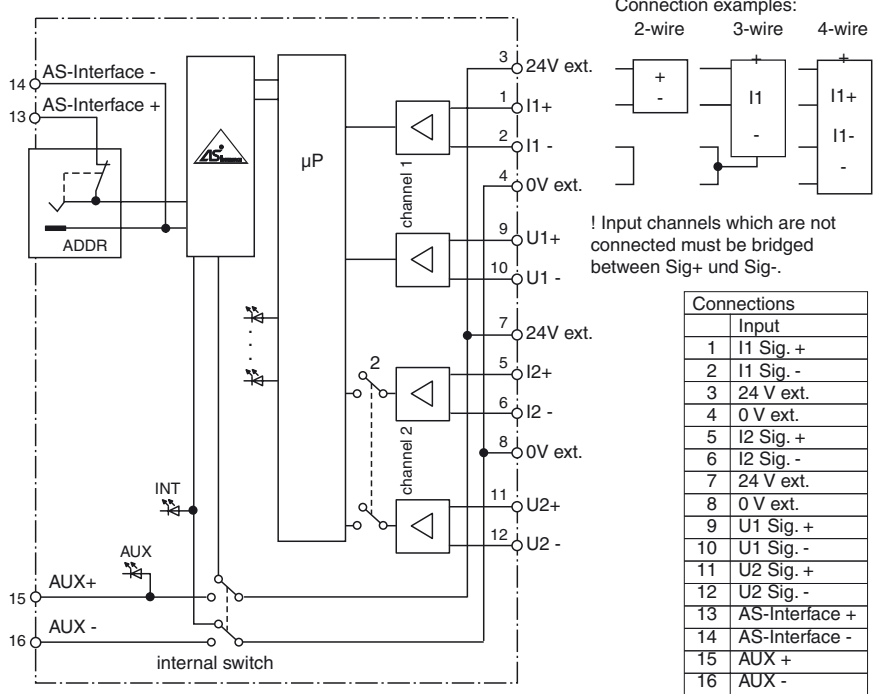 Connection examples:
2-wire 3-wire 4-wire
+
-
+
I1
-
+
I1+
I1-
-
! Input channels which are not
connected must be bridged
between Sig+ und Sig-.
14 AS-Interface -
13 AS-Interface +
ADDR
ASi
µP
channel 1
channel 2
2
3 24V ext.
1 I1+
2 I1 -
4 0V ext.
9 U1+
10 U1 -
7 24V ext.
5 I2+
6 I2 -
8 0V ext.
11 U2+
12 U2 -
INT
AUX
15 AUX+
16 AUX -
internal switch
Connections
Input
1 I1 Sig. +
2 I1 Sig. -
3 24 V ext.
4 0 V ext.
5 I2 Sig. +
6 I2 Sig. -
7 24 V ext.
8 0 V ext.
9 U1 Sig. +
10 U1 Sig. -
11 U2 Sig. +
12 U2 Sig. -
13 AS-Interface +
14 AS-Interface -
15 AUX +
16 AUX -